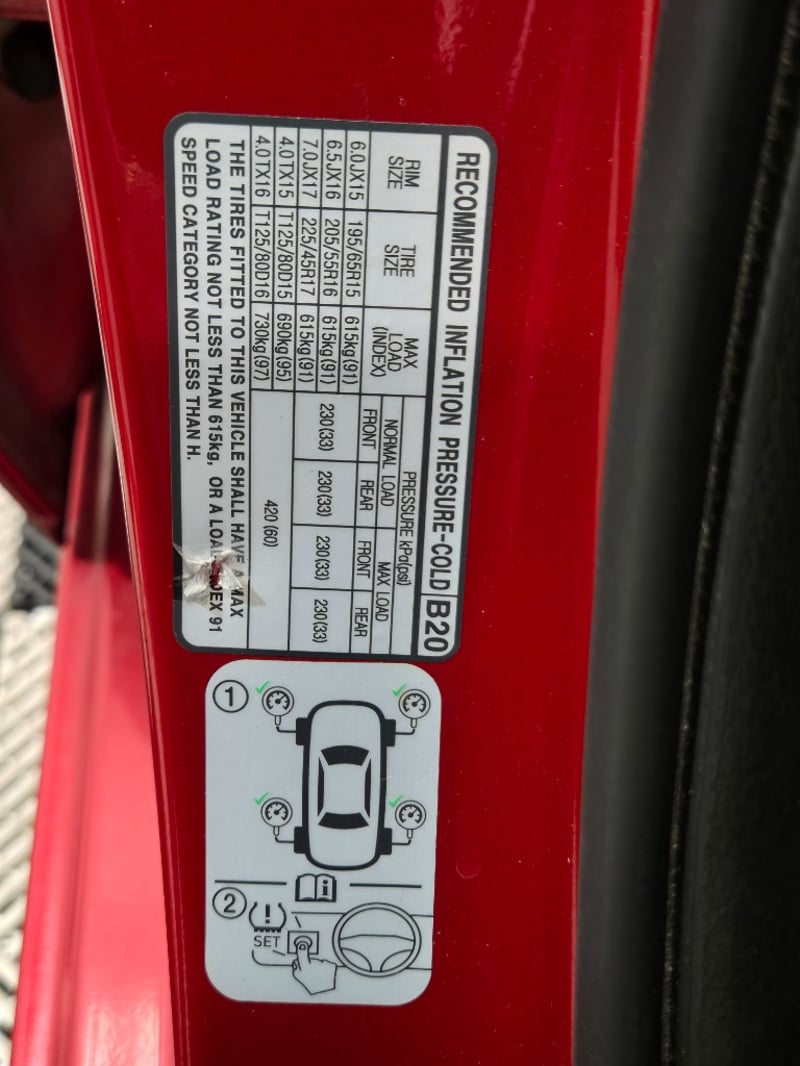 RECOMMENDED INFLATION PRESSURE-COLD B20
RIM SIZE TIRE SIZE MAX LOAD (INDEX) PRESSURE kPa(psi)
NORMAL LOAD MAX LOAD
FRONT REAR FRONT REAR
6.0JX15 195/65R15 615kg(91) 230(33) 230(33) 230(33) 230(33)
6.5JX16 205/55R16 615kg(91)
7.0JX17 225/45R17 615kg(91)
4.0TX15 T125/80D15 690kg(95) 420(60)
4.0TX16 T125/80D16 730kg(97)
THE TIRES FITTED TO THIS VEHICLE SHALL HAVE A MAX
LOAD RATING NOT LESS THAN 615kg, OR A LOAD INDEX 91
SPEED CATEGORY NOT LESS THAN H.
1
2
SET